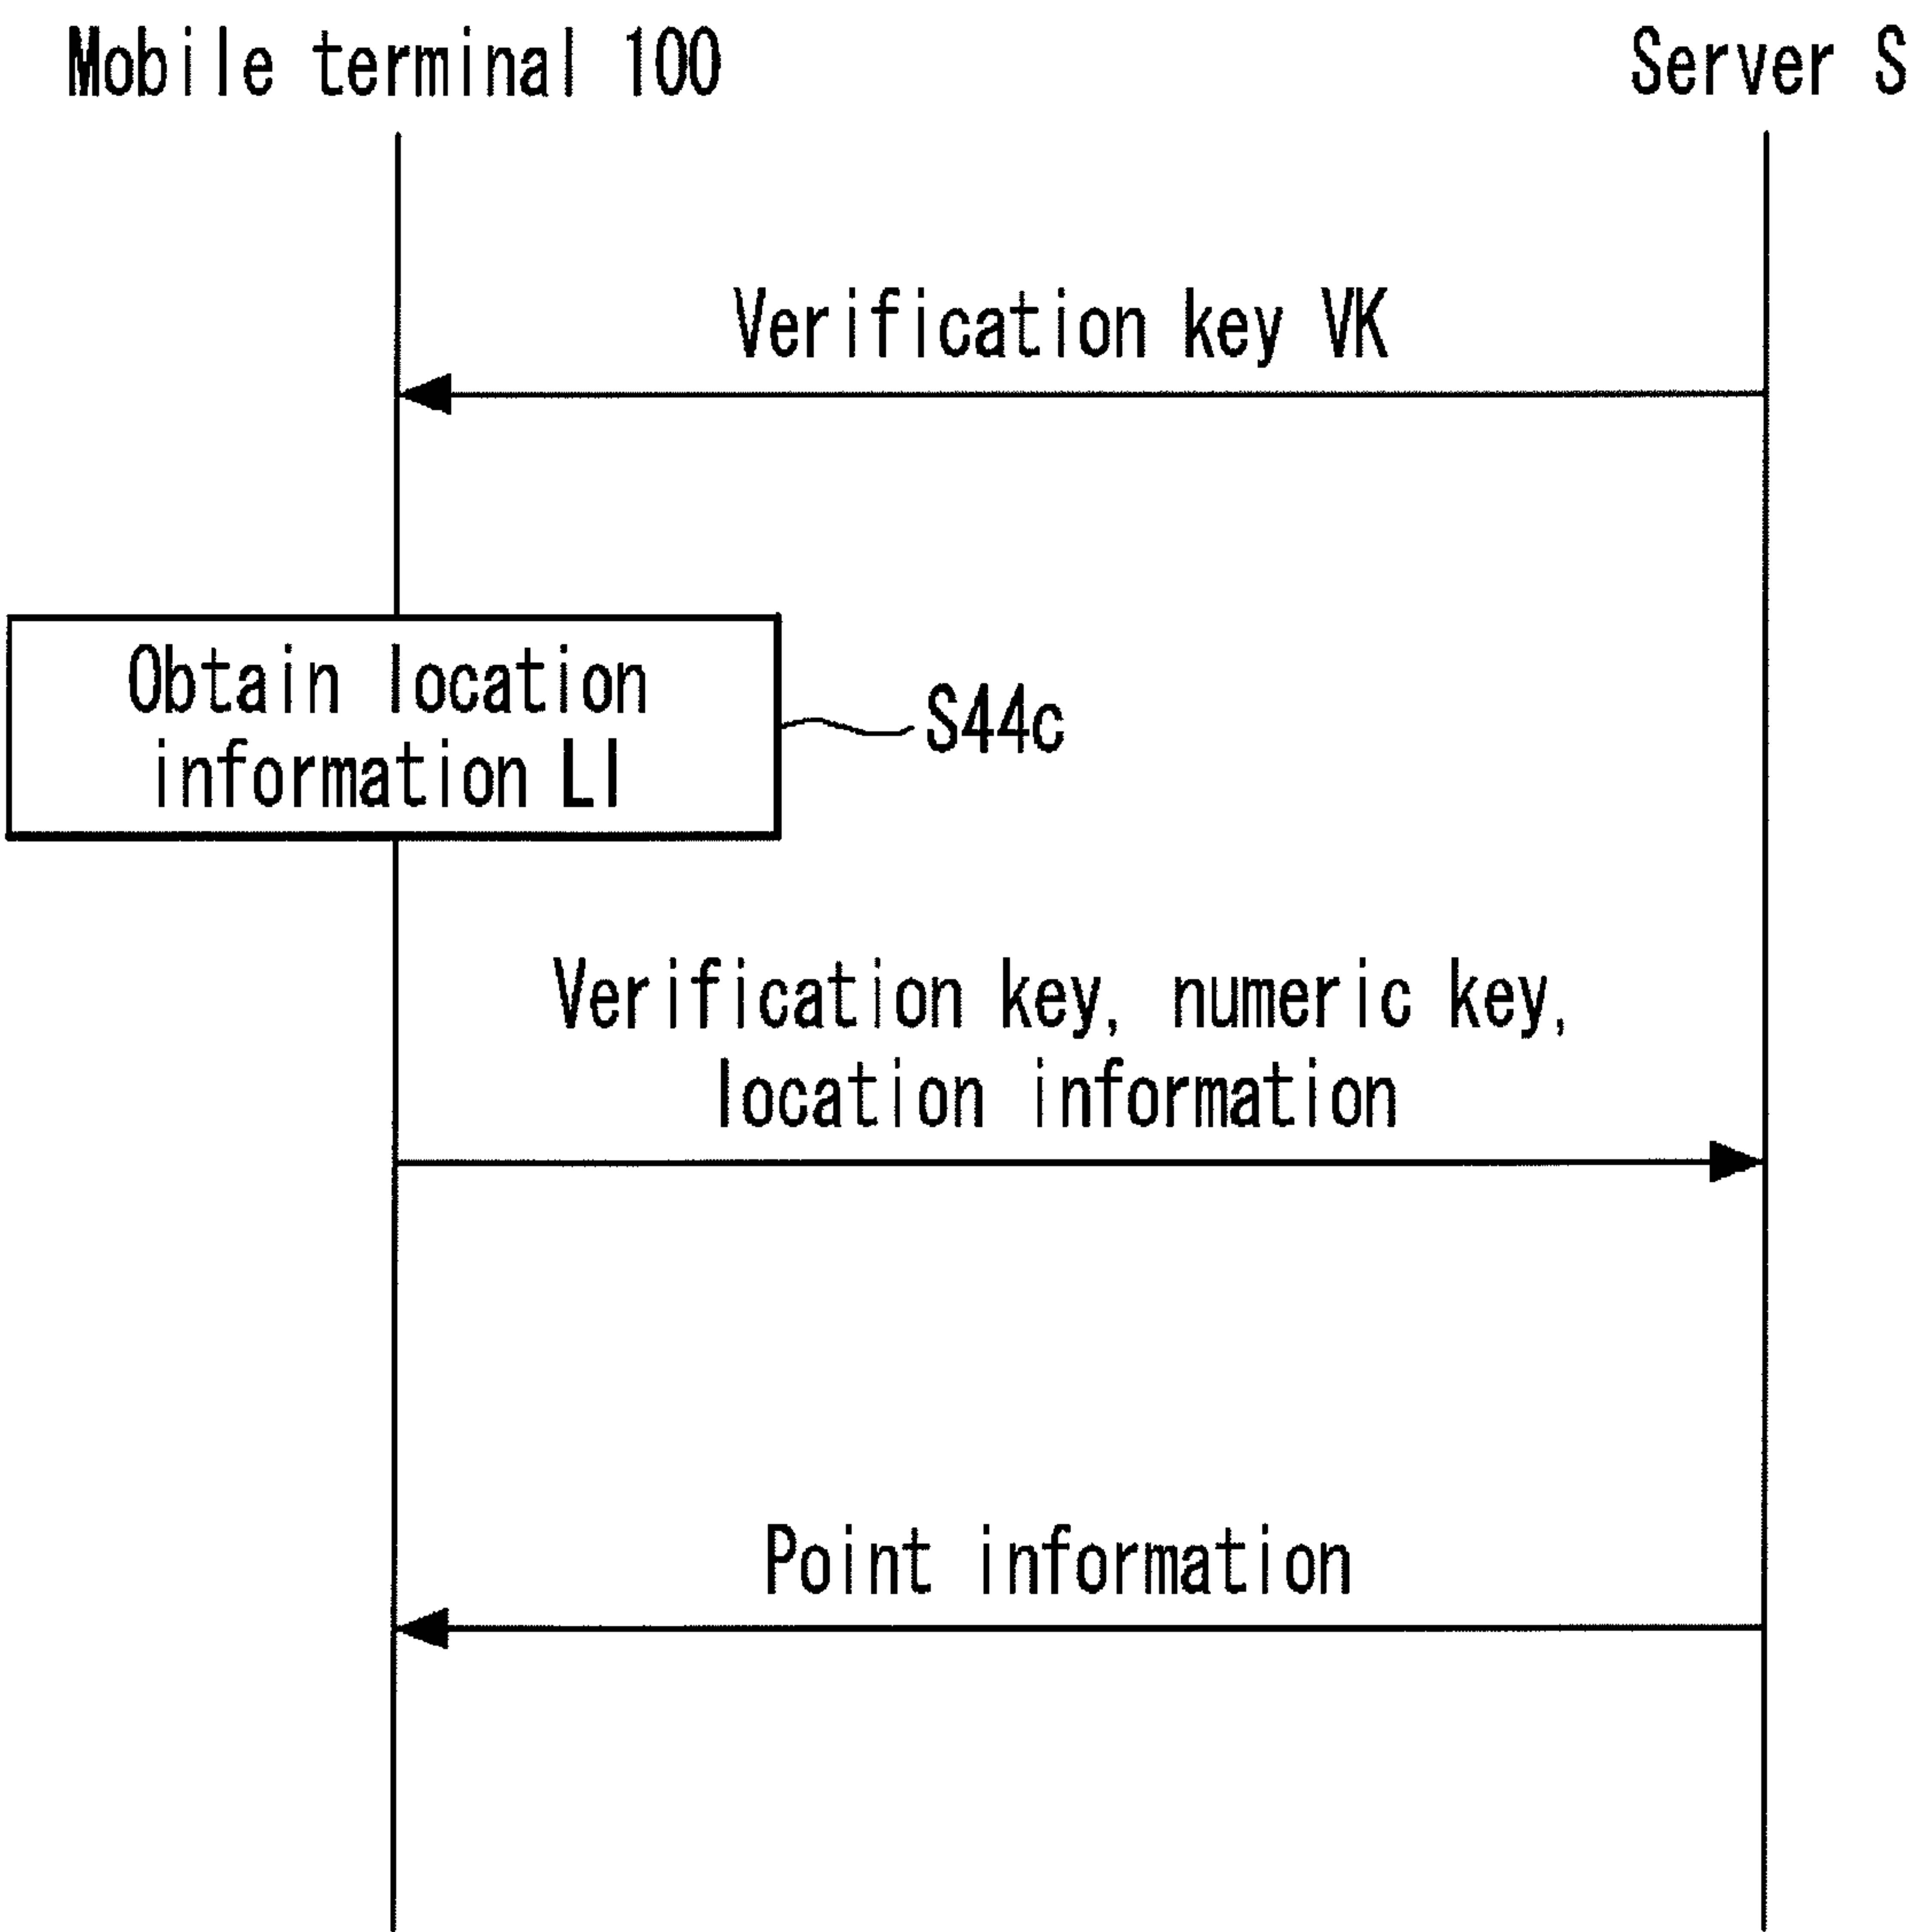 Mobile terminal 100
Server S
Verification key VK
Obtain location
information LI
S44c
Verification key, numeric key,
location information
Point information